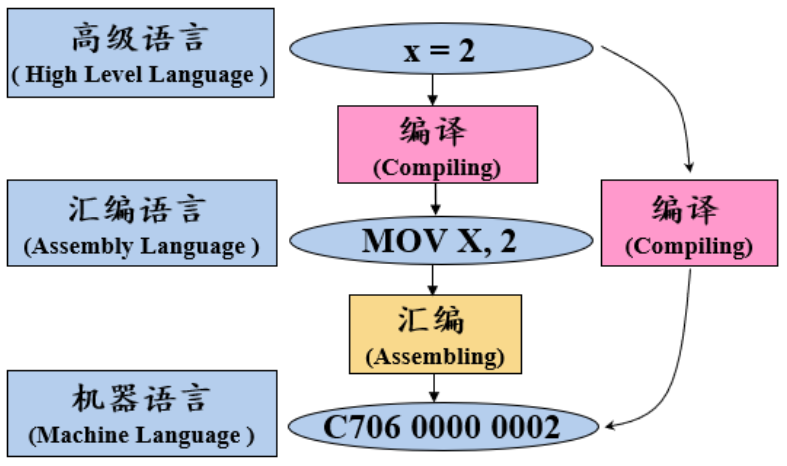 高级语言
( High Level Language )
x = 2
编译
(Compiling)
汇编语言
(Assembly Language )
MOV X, 2
编译
(Compiling)
汇编
(Assembling)
机器语言
(Machine Language )
C706 0000 0002